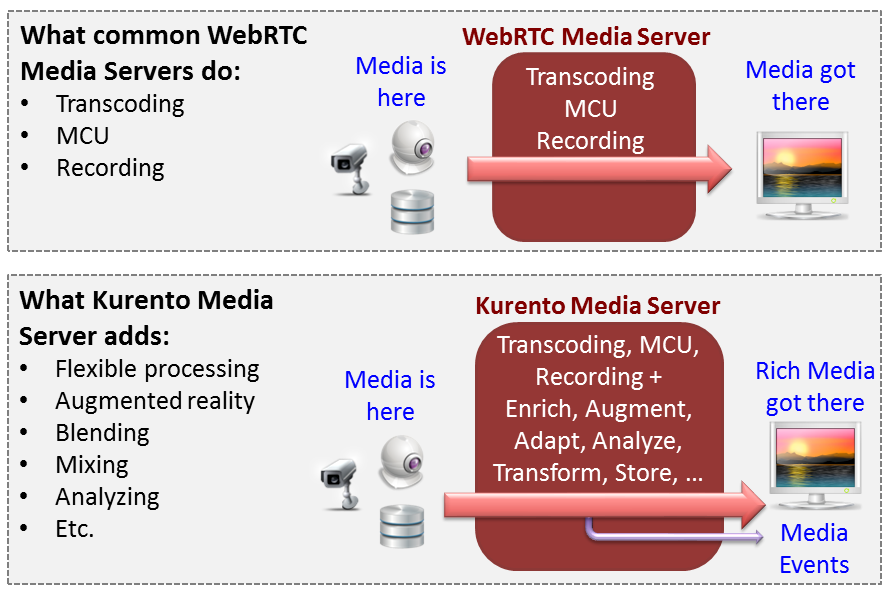 What common WebRTC
Media Servers do:
• Transcoding
• MCU
• Recording
Media is
here
WebRTC Media Server
Transcoding
MCU
Recording
Media got
there
What Kurento Media
Server adds:
• Flexible processing
• Augmented reality
• Blending
• Mixing
• Analyzing
• Etc.
Media is
here
Kurento Media Server
Transcoding, MCU,
Recording +
Enrich, Augment,
Adapt, Analyze,
Transform, Store, ...
Rich Media
got there
Media
Events